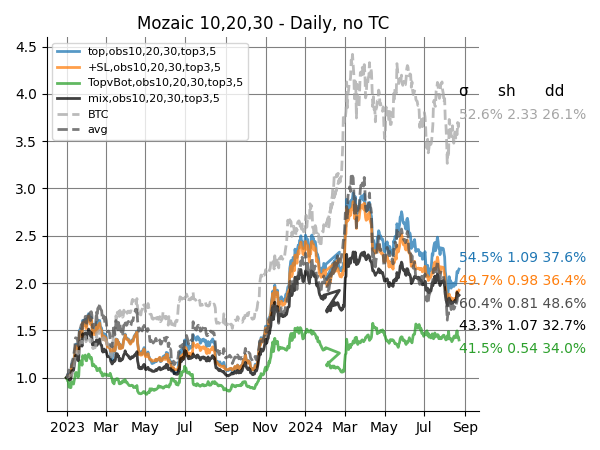 Mozaic 10,20,30 - Daily, no TC
4.5
4.0
3.5
3.0
2.5
2.0
1.5
1.0
top,obs10,20,30,top3,5
+SL,obs10,20,30,top3,5
TopvBot,obs10,20,30,top3,5
mix,obs10,20,30,top3,5
BTC
avg
σ sh dd
52.6% 2.33 26.1%
54.5% 1.09 37.6%
49.7% 0.98 36.4%
60.4% 0.81 48.6%
43.3% 1.07 32.7%
41.5% 0.54 34.0%
2023 Mar May Jul Sep Nov 2024 Mar May Jul Sep